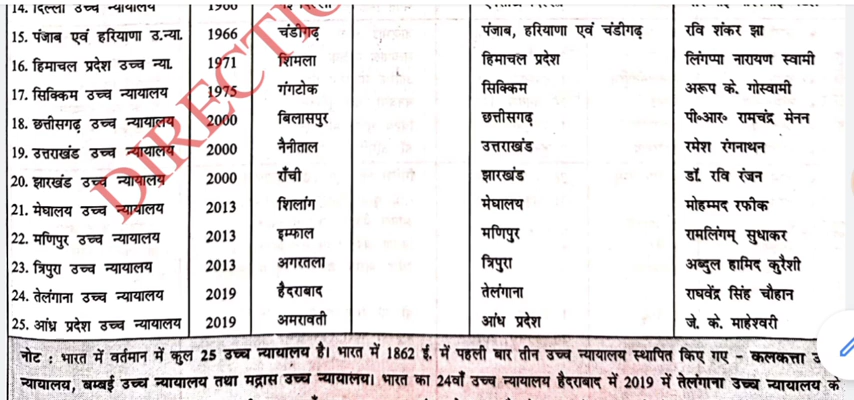 14. दिल्ली उच्च न्यायालय 1966
15. पंजाब एवं हरियाणा उ.न्या. 1966 चंडीगढ़ पंजाब, हरियाणा एवं चंडीगढ़ रवि शंकर झा
16. हिमाचल प्रदेश उच्च न्या. 1971 शिमला हिमाचल प्रदेश लिंगप्पा नारायण स्वामी
17. सिक्किम उच्च न्यायालय 1975 गंगटोक सिक्किम अरूप के. गोस्वामी
18. छत्तीसगढ़ उच्च न्यायालय 2000 बिलासपुर छत्तीसगढ़ पी०आर० रामचंद्र मेनन
19. उत्तराखंड उच्च न्यायालय 2000 नैनीताल उत्तराखंड रमेश रंगनाथन
20. झारखंड उच्च न्यायालय 2000 राँची झारखंड डॉ. रवि रंजन
21. मेघालय उच्च न्यायालय 2013 शिलांग मेघालय मोहम्मद रफीक
22. मणिपुर उच्च न्यायालय 2013 इम्फाल मणिपुर रामलिंगम् सुधाकर
23. त्रिपुरा उच्च न्यायालय 2013 अगरतला त्रिपुरा अब्दुल हामिद कुरैशी
24. तेलंगाना उच्च न्यायालय 2019 हैदराबाद तेलंगाना राघवेंद्र सिंह चौहान
25. आंध्र प्रदेश उच्च न्यायालय 2019 अमरावती आंध प्रदेश जे. के. माहेश्वरी
नोट : भारत में वर्तमान में कुल 25 उच्च न्यायालय है। भारत में 1862 ई. में पहली बार तीन उच्च न्यायालय स्थापित किए गए - कलकत्ता
न्यायालय, बम्बई उच्च न्यायालय तथा मद्रास उच्च न्यायालय। भारत का 24वाँ उच्च न्यायालय हैदराबाद में 2019 में तेलंगाना उच्च न्यायालय के
DIRECTI